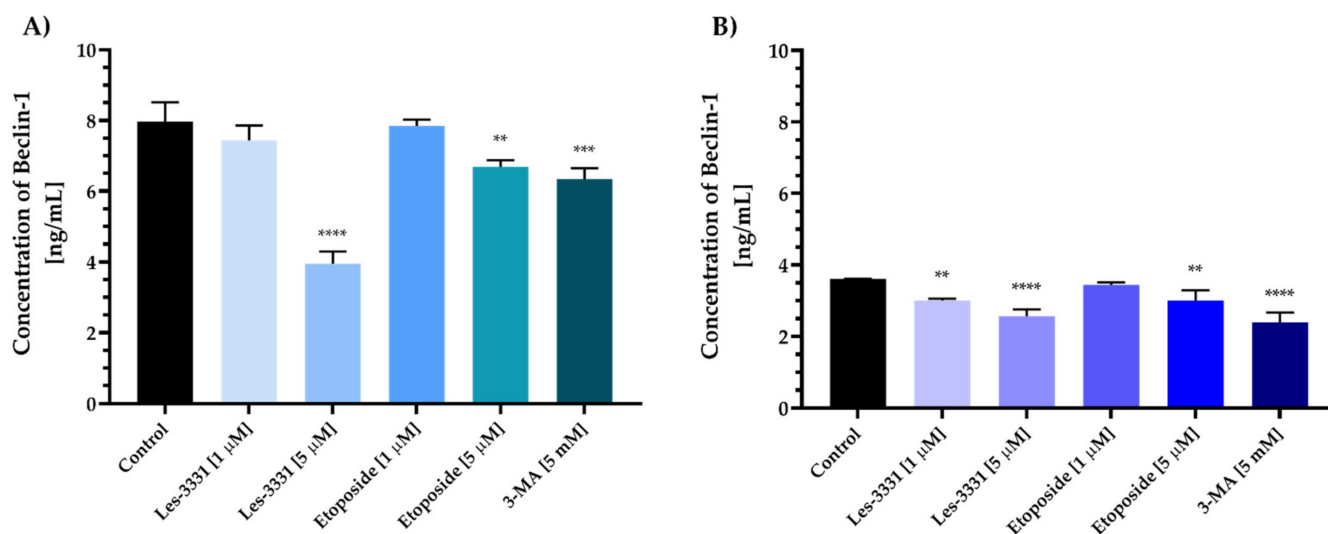 A)
Concentration of Beclin-1
[ng/mL]
10
8
6
4
2
0
****
**
***
Control
Les-3331 [1 μM]
Les-3331 [5 μM]
Etoposide [1 μM]
Etoposide [5 μM]
3-MA [5 mM]
B)
Concentration of Beclin-1
[ng/mL]
10
8
6
4
2
0
**
****
**
****
Control
Les-3331 [1 μM]
Les-3331 [5 μM]
Etoposide [1 μM]
Etoposide [5 μM]
3-MA [5 mM]